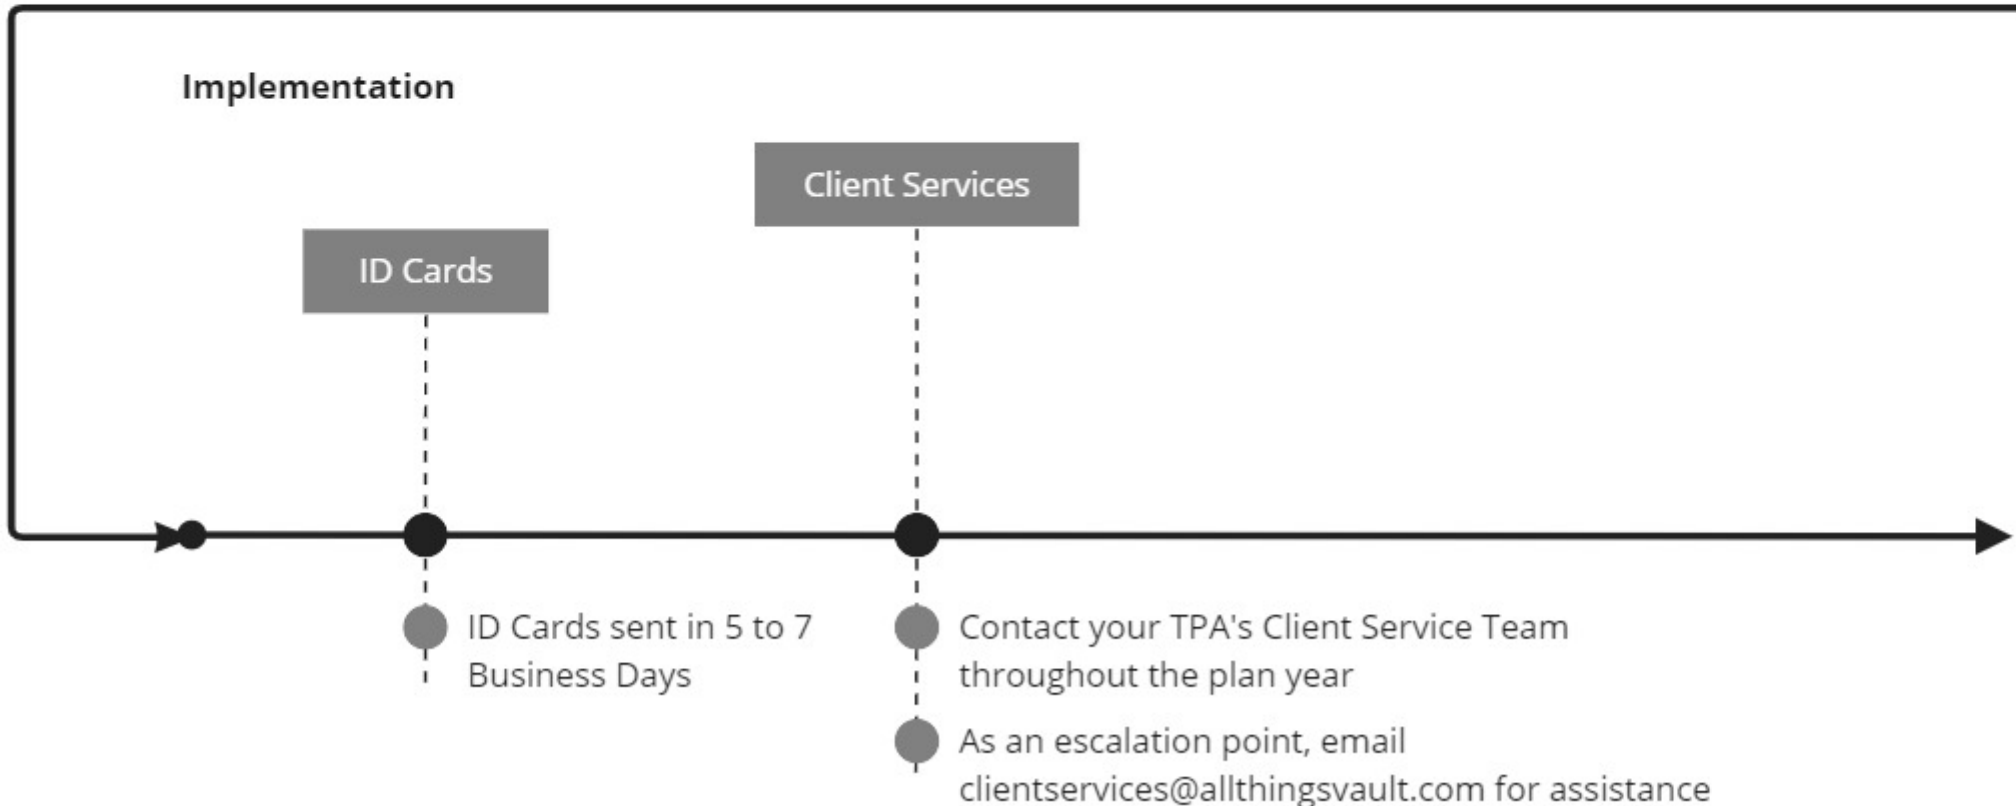 Implementation
Client Services
ID Cards
ID Cards sent in 5 to 7
Business Days
Contact your TPA's Client Service Team
throughout the plan year
As an escalation point, email
clientservices@allthingsvault.com for assistance